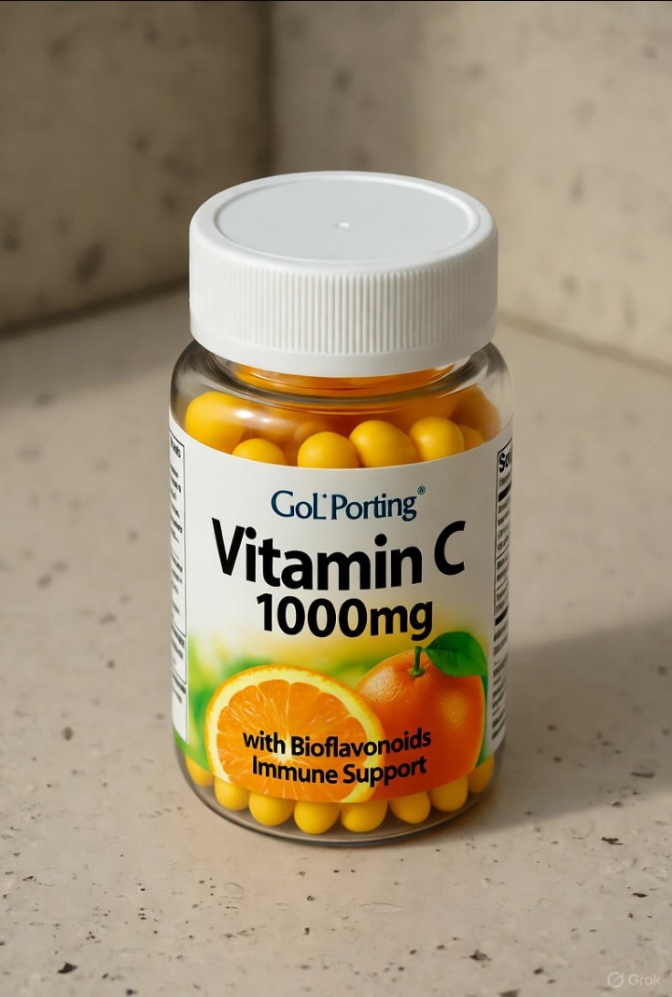 GoL'Porting®
Vitamin C
1000mg
with Bioflavonoids
Immune Support
Grok